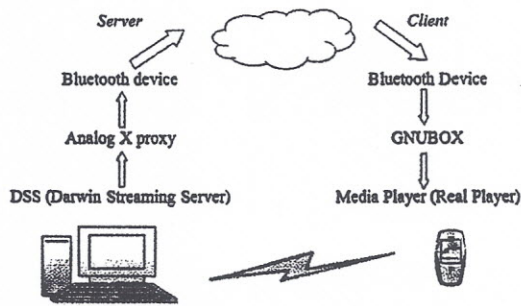 Server
Client
Bluetooth device
Bluetooth Device
Analog X proxy
GNUBOX
DSS (Darwin Streaming Server)
Media Player (Real Player)